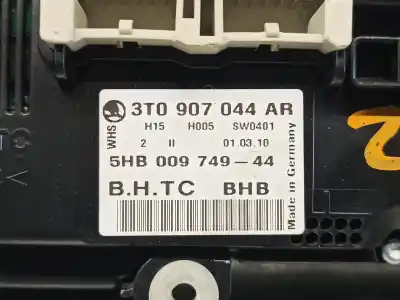 3T0 907 044 AR
WHS
H15 H005 SW0401
2 II 01.03.10
5HB 009 749-44
B.H.TC BHB
Made in Germany